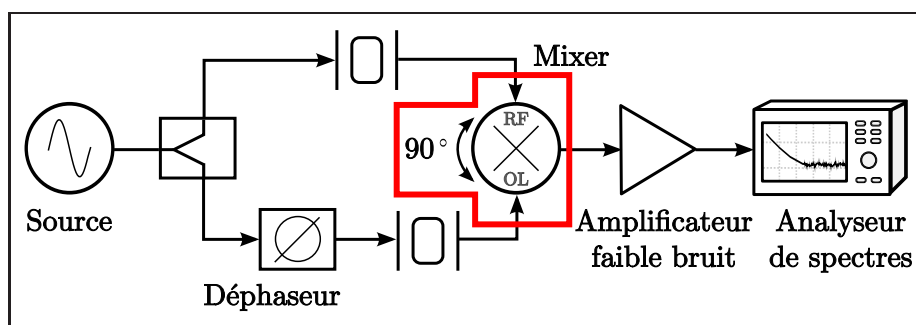 Mixer
RF
90°
OL
Source
Amplificateur
faible bruit
Analyseur
de spectres
Déphaseur